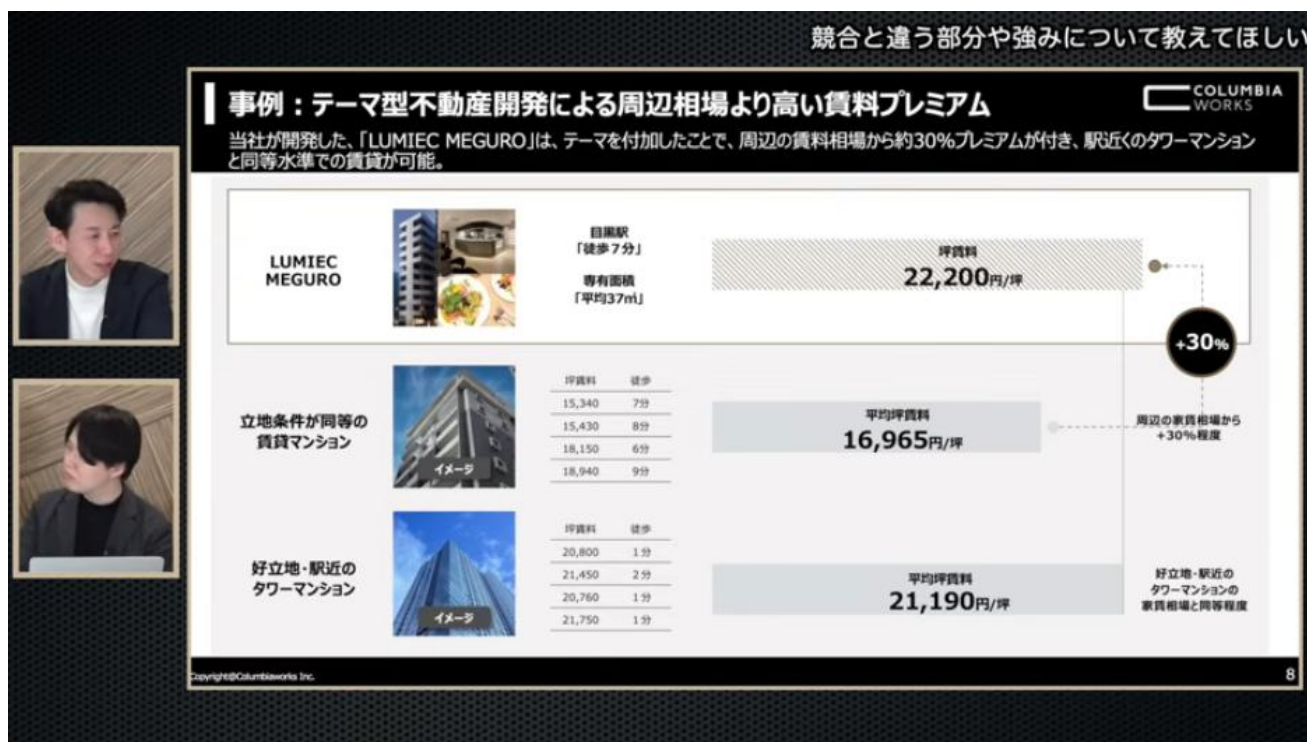 競合と違う部分や強みについて教えてほしい
事例：テーマ型不動産開発による周辺相場より高い賃料プレミアム
COLUMBIA
WORKS
当社が開発した、「LUMIEC MEGURO」は、テーマを付加したことで、周辺の賃料相場から約30%プレミアムが付き、駅近くのタワーマンション
と同等水準での賃貸が可能。
LUMIEC
MEGURO
目黒駅
「徒歩7分」
専有面積
「平均37㎡」
坪賃料
22,200円/坪
+30%
立地条件が同等の
賃貸マンション
イメージ
坪賃料 徒歩
15,340 7分
15,430 8分
18,150 6分
18,940 9分
平均坪賃料
16,965円/坪
周辺の家賃相場から
+30%程度
好立地・駅近の
タワーマンション
イメージ
坪賃料 徒歩
20,800 1分
21,450 2分
20,760 1分
21,750 1分
平均坪賃料
21,190円/坪
好立地・駅近の
タワーマンションの
家賃相場と同等程度
Copyright@Columbiaworks Inc.
8